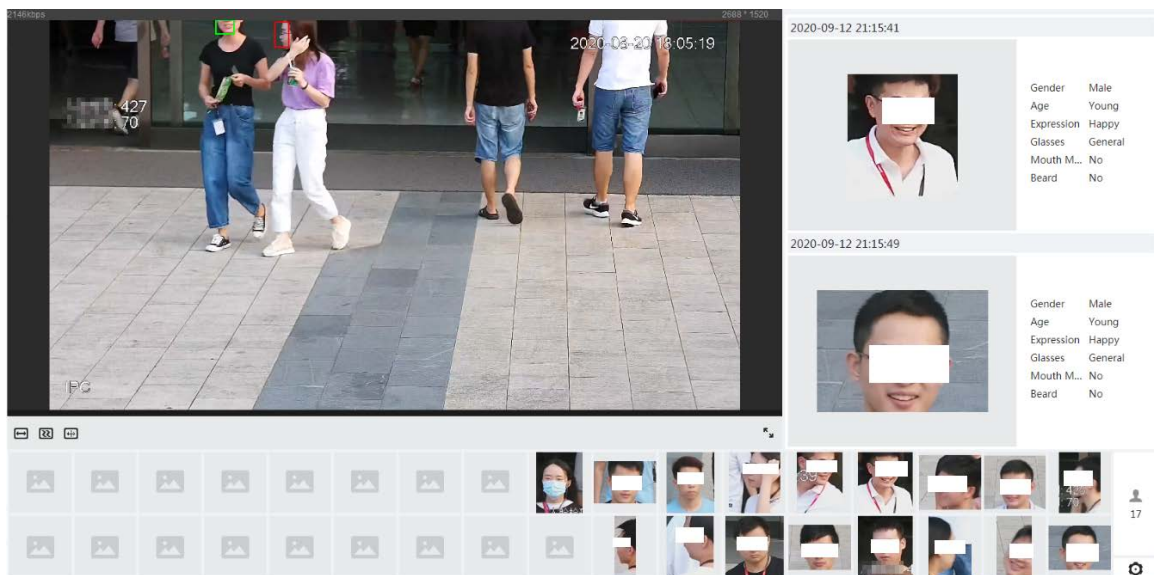 2146kbps
2688*1520
2020-08-20 18:05:19
427
70
IPC
2020-09-12 21:15:41
Gender Male
Age Young
Expression Happy
Glasses General
Mouth M... No
Beard No
2020-09-12 21:15:49
Gender Male
Age Young
Expression Happy
Glasses General
Mouth M... No
Beard No
17